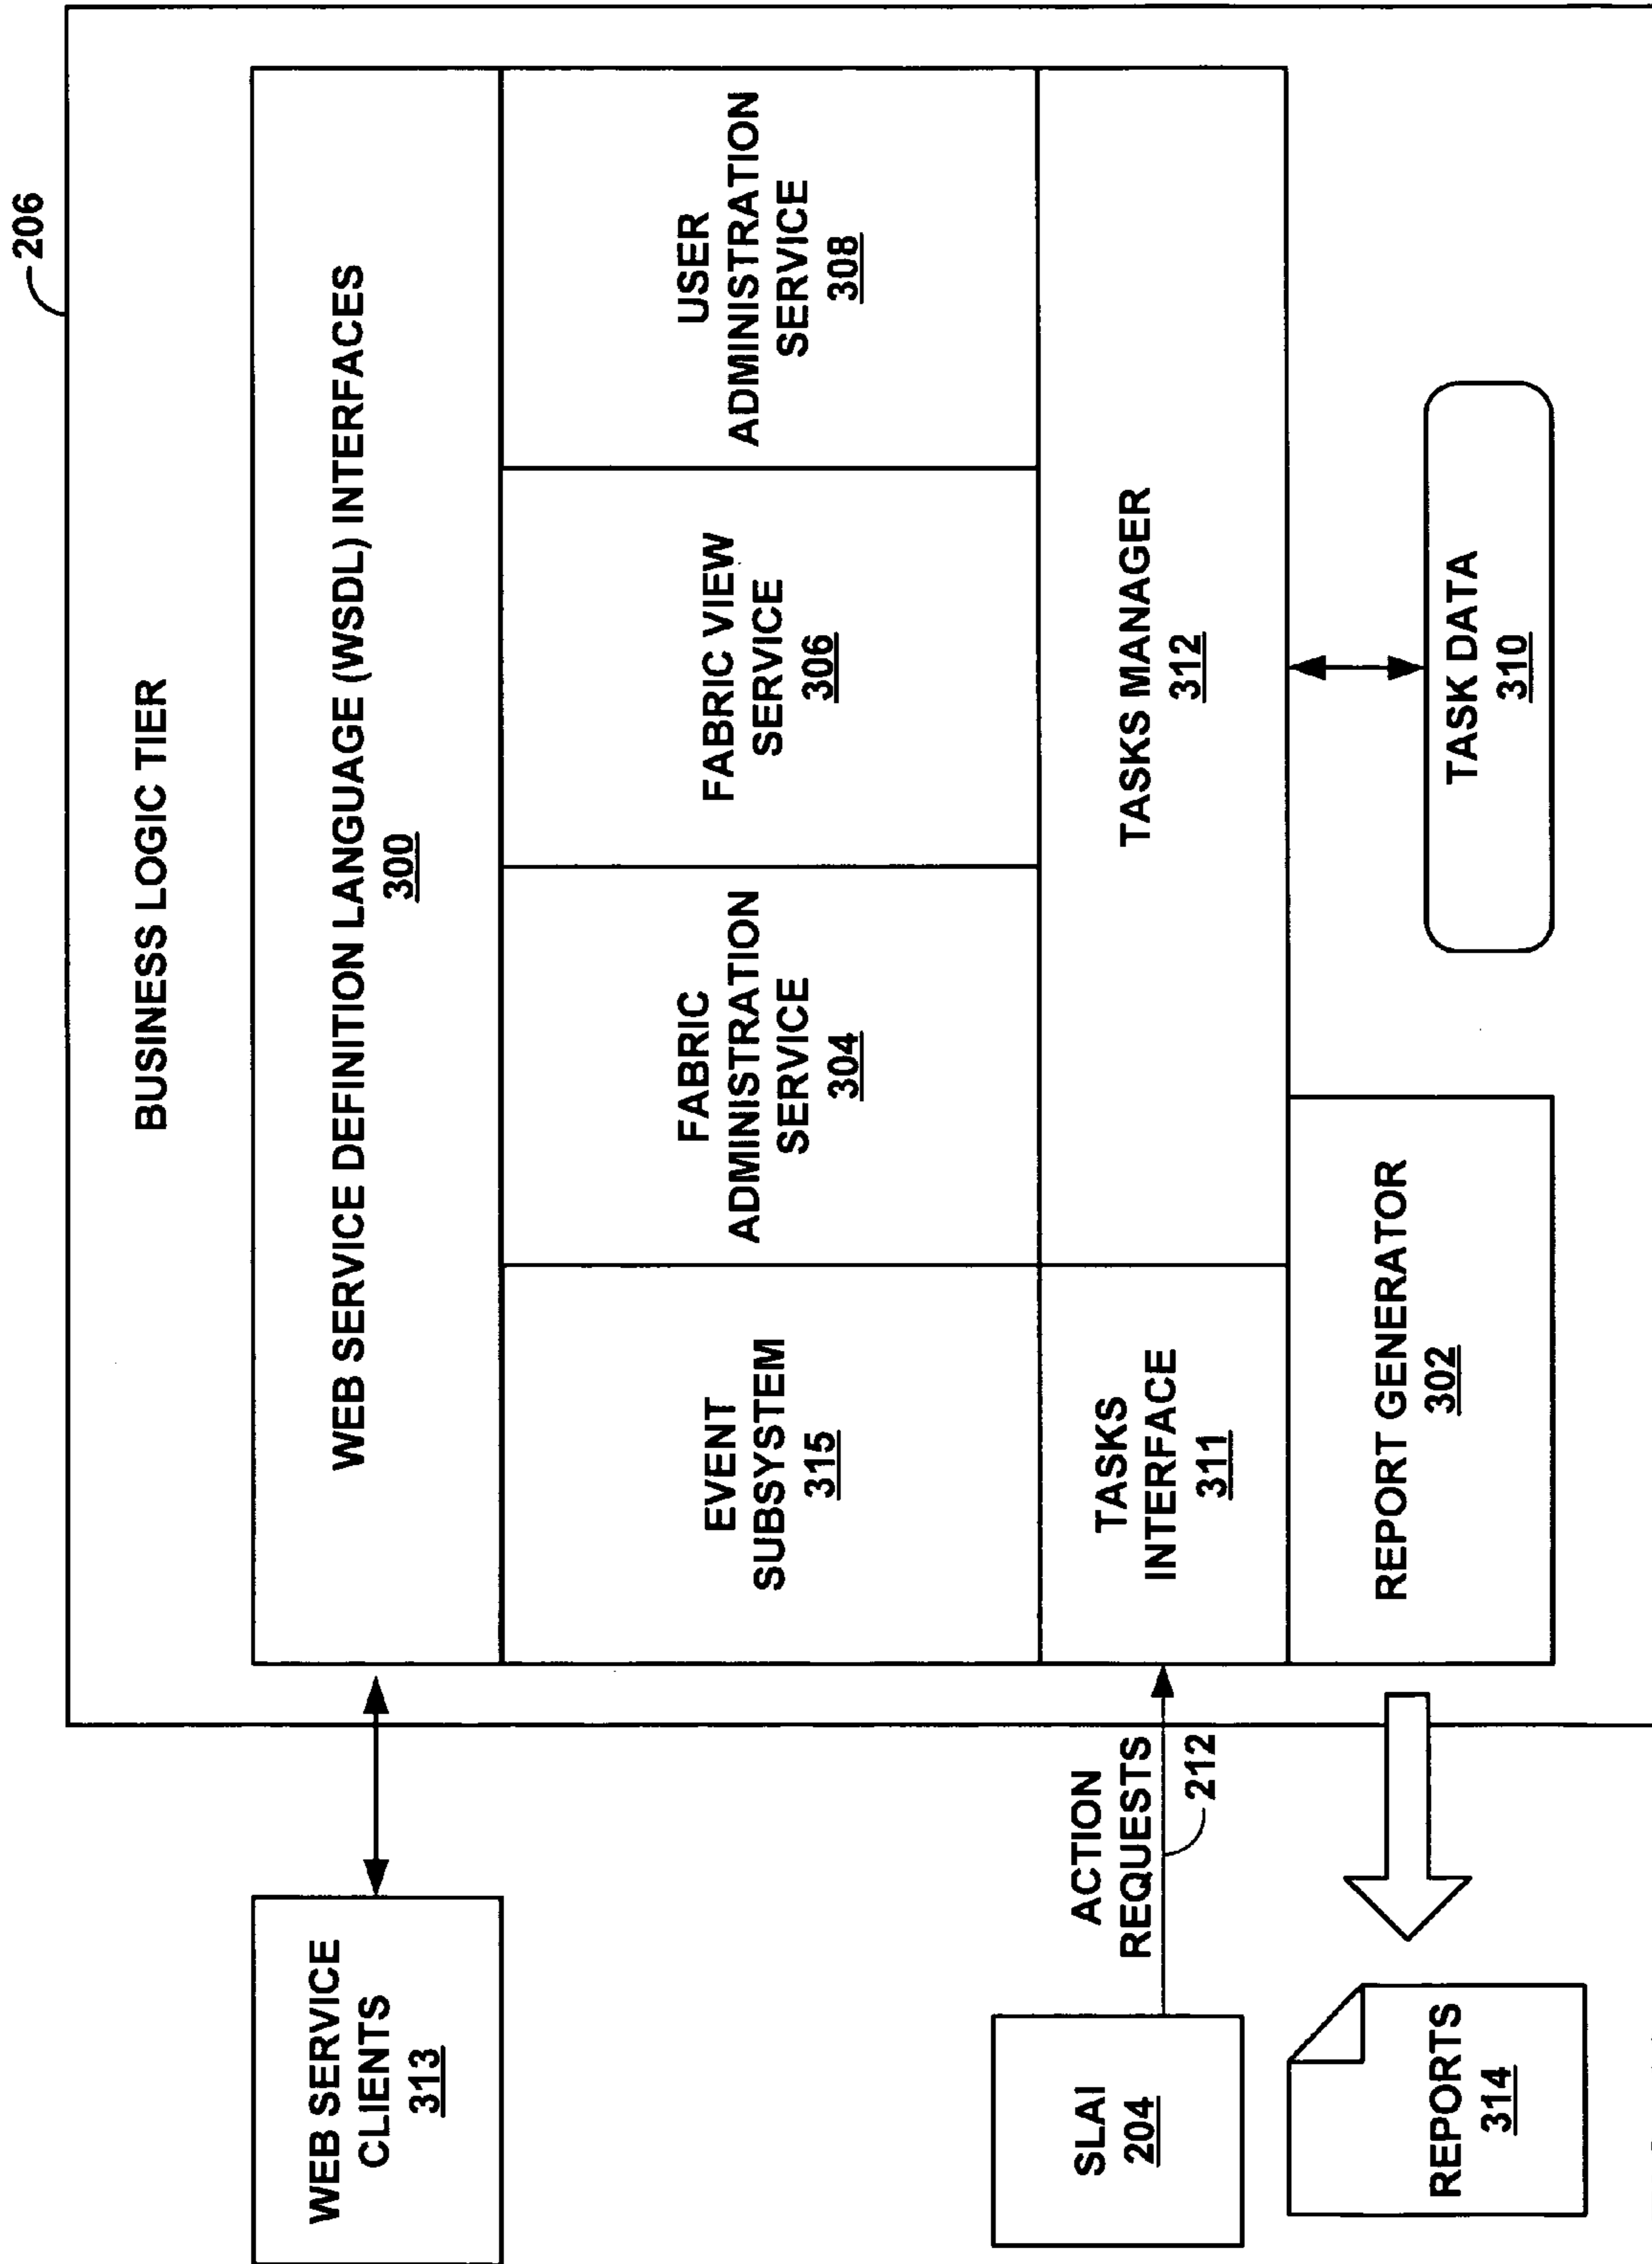 206
BUSINESS LOGIC TIER
WEB SERVICE
CLIENTS
313
WEB SERVICE DEFINITION LANGUAGE (WSDL) INTERFACES
300
EVENT
SUBSYSTEM
315
FABRIC
ADMINISTRATION
SERVICE
304
FABRIC VIEW
SERVICE
306
USER
ADMINISTRATION
SERVICE
308
SLAI
204
ACTION
REQUESTS
212
TASKS
INTERFACE
311
TASKS MANAGER
312
REPORTS
314
REPORT GENERATOR
302
TASK DATA
310